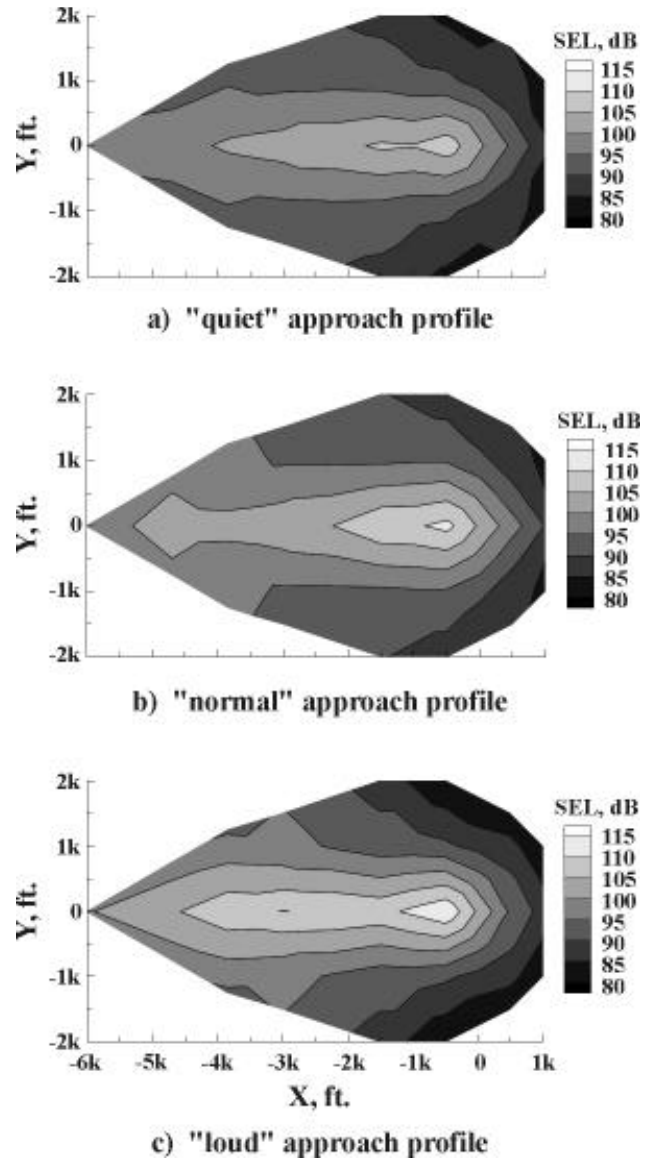 2k
1k
0
-1k
-2k
Y, ft.
SEL, dB
115
110
105
100
95
90
85
80
a) "quiet" approach profile
2k
1k
0
-1k
-2k
Y, ft.
SEL, dB
115
110
105
100
95
90
85
80
b) "normal" approach profile
2k
1k
0
-1k
-2k
Y, ft.
SEL, dB
115
110
105
100
95
90
85
80
-6k -5k -4k -3k -2k -1k 0 1k
X, ft.
c) "loud" approach profile